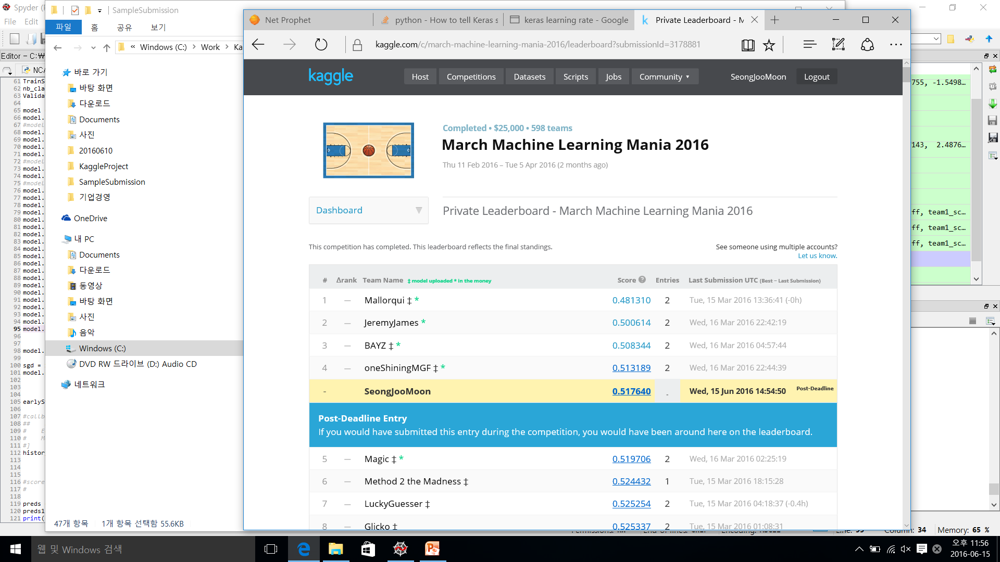 Spyder (
File Edit
Editor - C:₩
NCA
61 TrainS
62 nb_cla
63 Valida
64
65 model
66 model.
67 #model
68 model.
69 model.
70 model.
71 model.
72 #model
73 model.
74 model.
75 #model
76 model.
77 model.
78 model.
79 model.
80 model.
81 model.
82 model.
83 model.
84 model.
85 model.
86 model.
87 model.
88 model.
89 model.
90 model.
91 model.
92 model.
93 model.
94 model.
95 model.
96
97
98 model.
99
100 sgd =
101 model.
102
103
104
105 earlyS
106
107 #callb
108 ##
109 # E
110 # M
111 #]
112 histor
113
114
115
116 #score
117 #
118
119 preds
120 preds1
121 print(
SampleSubmission
파일 홈 공유 보기
« Windows (C:) > Work > Ka
바로 가기
바탕 화면
다운로드
Documents
사진
20160610
KaggleProject
SampleSubmission
기업경영
OneDrive
내 PC
Documents
다운로드
동영상
바탕 화면
사진
음악
Windows (C:)
DVD RW 드라이브 (D:) Audio CD
네트워크
47개 항목 1개 항목 선택함 55.6KB
Net Prophet
python - How to tell Keras s
keras learning rate - Google
Private Leaderboard - M
kaggle.com/c/march-machine-learning-mania-2016/leaderboard?submissionId=3178881
kaggle Host Competitions Datasets Scripts Jobs Community ▾ SeongJooMoon Logout
Completed • $25,000 • 598 teams
March Machine Learning Mania 2016
Thu 11 Feb 2016 – Tue 5 Apr 2016 (2 months ago)
Dashboard ▼
Private Leaderboard - March Machine Learning Mania 2016
This competition has completed. This leaderboard reflects the final standings.
See someone using multiple accounts?
Let us know.
# Δrank Team Name ‡ model uploaded * in the money Score ? Entries Last Submission UTC (Best − Last Submission)
1 — Mallorqui ‡ * 0.481310 2 Tue, 15 Mar 2016 13:36:41 (-0h)
2 — JeremyJames * 0.500614 2 Wed, 16 Mar 2016 22:42:19
3 — BAYZ ‡ * 0.508344 2 Wed, 16 Mar 2016 04:57:44
4 — oneShiningMGF ‡ * 0.513189 2 Wed, 16 Mar 2016 22:44:39
- SeongJooMoon 0.517640 - Wed, 15 Jun 2016 14:54:50 Post-Deadline
Post-Deadline Entry
If you would have submitted this entry during the competition, you would have been around here on the leaderboard.
5 — Magic ‡ * 0.519706 2 Wed, 16 Mar 2016 02:25:19
6 — Method 2 the Madness ‡ 0.524432 1 Tue, 15 Mar 2016 18:15:28
7 — LuckyGuesser ‡ 0.525254 2 Tue, 15 Mar 2016 04:18:37 (-0.4h)
8 — Glicko ‡ 0.525337 2 Tue, 15 Mar 2016 01:08:31
755, -1.5498…
143, 2.4876…
ff, team1_sc…
ff, team1_sc…
ff, team1_sc…
Column: 34 Memory: 65 %
웹 및 Windows 검색
오후 11:56
2016-06-15